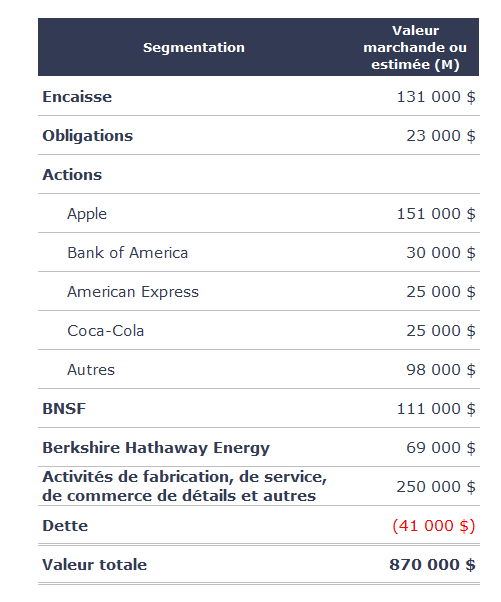 Segmentation
Valeur
marchande ou
estimée (M)
Encaisse 131 000 $
Obligations 23 000 $
Actions
Apple 151 000 $
Bank of America 30 000 $
American Express 25 000 $
Coca-Cola 25 000 $
Autres 98 000 $
BNSF 111 000 $
Berkshire Hathaway Energy 69 000 $
Activités de fabrication, de service,
de commerce de détails et autres 250 000 $
Dette (41 000 $)
Valeur totale 870 000 $